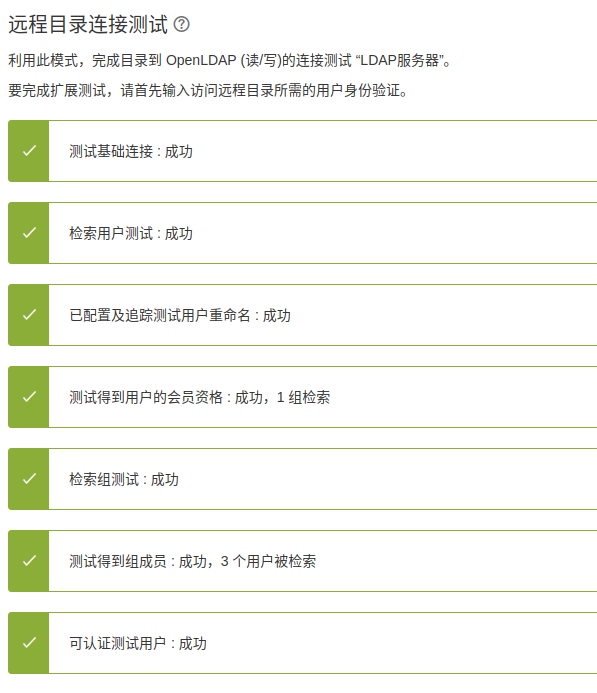 远程目录连接测试
利用此模式，完成目录到 OpenLDAP (读/写)的连接测试 “LDAP服务器”。
要完成扩展测试，请首先输入访问远程目录所需的用户身份验证。
测试基础连接 : 成功
检索用户测试 : 成功
已配置及追踪测试用户重命名 : 成功
测试得到用户的会员资格 : 成功，1 组检索
检索组测试 : 成功
测试得到组成员 : 成功，3 个用户被检索
可认证测试用户 : 成功